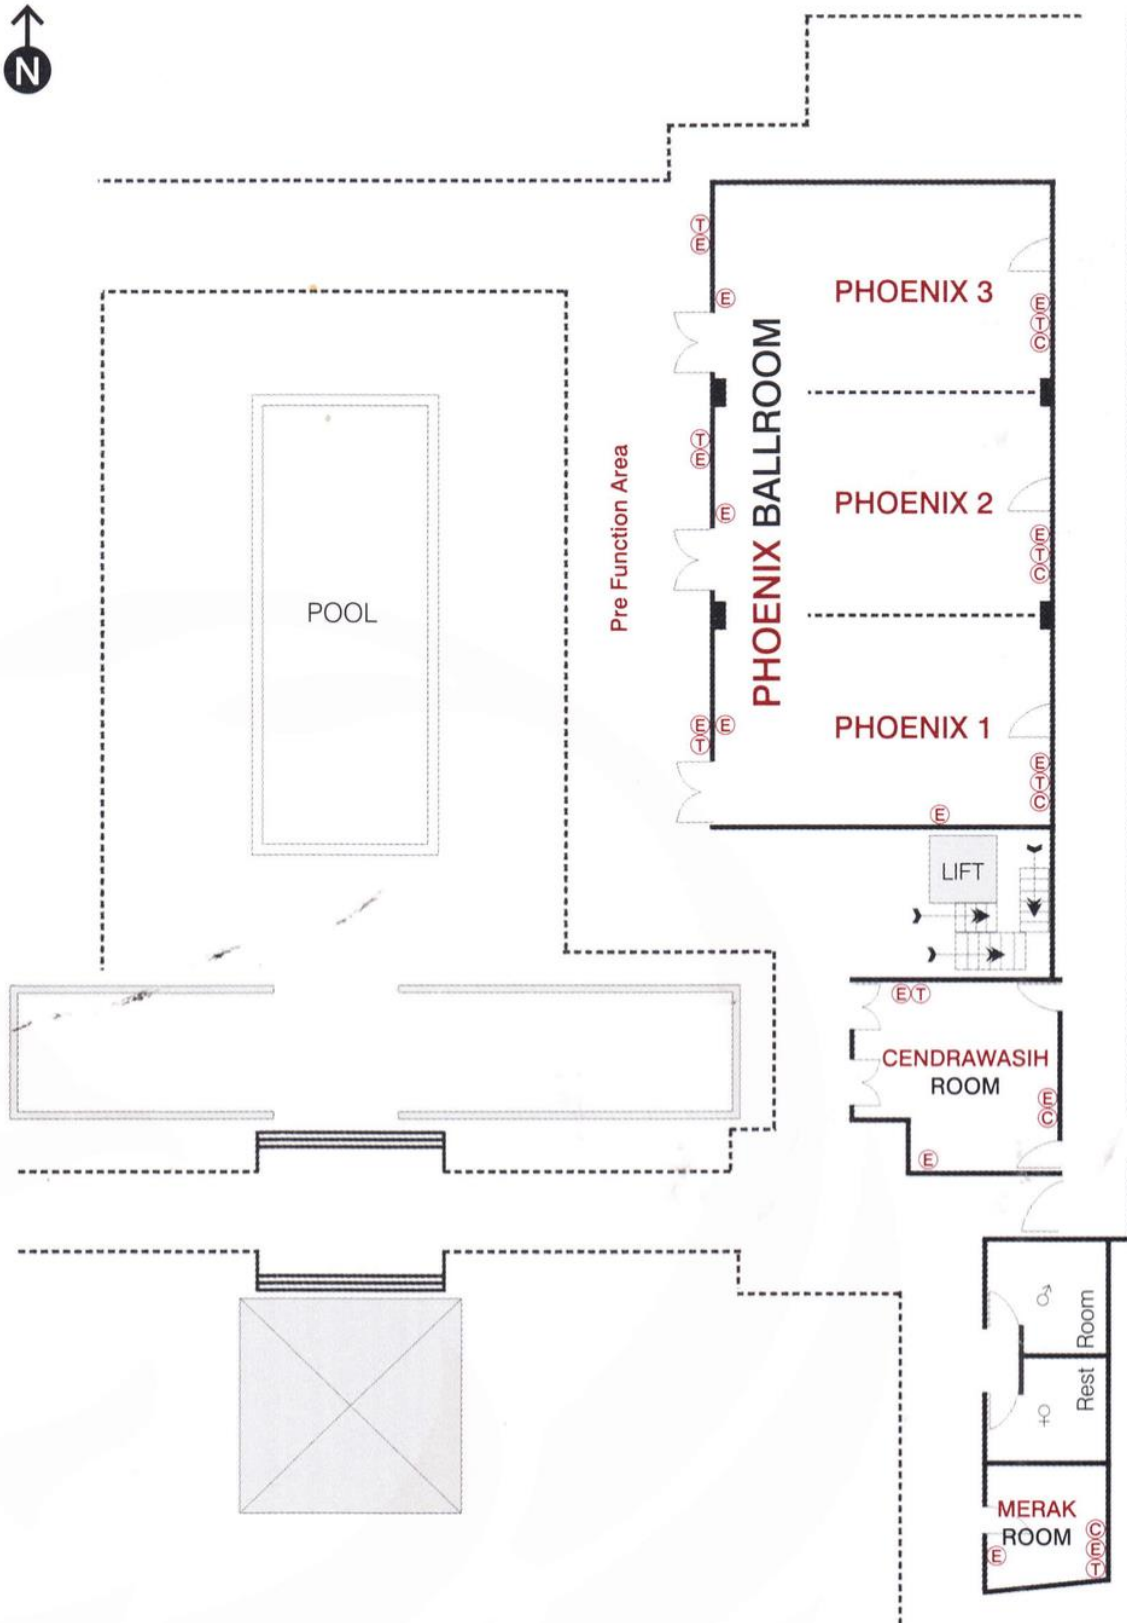 N
T
E
E
PHOENIX 3
E
T
C
T
E
E
PHOENIX BALLROOM
Pre Function Area
PHOENIX 2
E
T
C
POOL
E
T
E
PHOENIX 1
E
T
C
E
LIFT
E T
CENDRAWASIH
ROOM
E
C
E
♂
♀
Rest Room
MERAK
ROOM
E
C
E
T